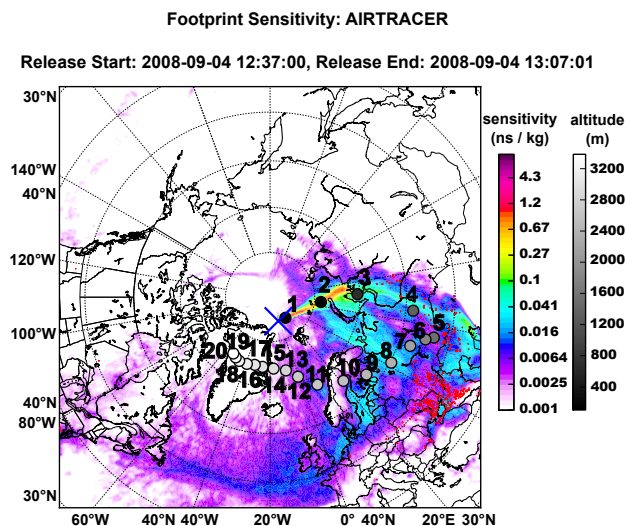 Footprint Sensitivity: AIRTRACER
Release Start: 2008-09-04 12:37:00, Release End: 2008-09-04 13:07:01
30°N
140°W
40°N
120°W
100°W
40°N
80°W
30°N
60°W 40°W 20°W 0°W 40°N 20°E 30°N
1
2
3
4
5
6
7
8
9
10
11
12
13
14
15
16
17
18
19
20
sensitivity
(ns / kg)
4.3
1.2
0.67
0.27
0.1
0.041
0.016
0.0064
0.0025
0.001
altitude
(m)
3200
2800
2400
2000
1600
1200
800
400